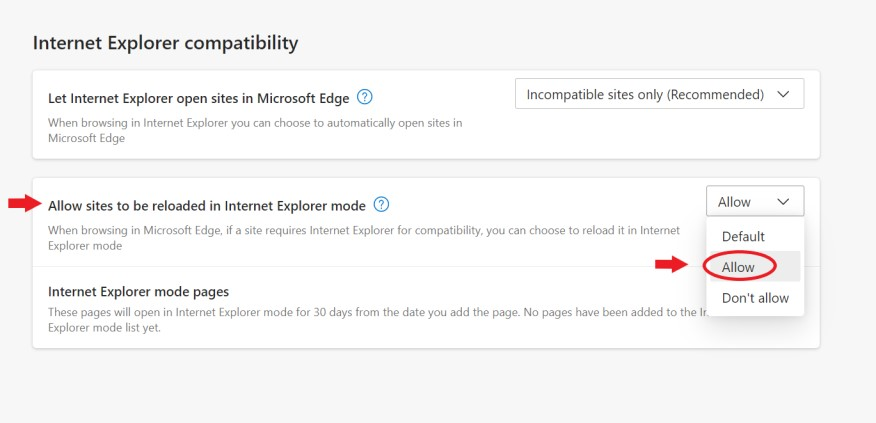 Internet Explorer compatibility
Let Internet Explorer open sites in Microsoft Edge
Incompatible sites only (Recommended)
When browsing in Internet Explorer you can choose to automatically open sites in
Microsoft Edge
Allow sites to be reloaded in Internet Explorer mode
Allow
When browsing in Microsoft Edge, if a site requires Internet Explorer for compatibility, you can choose to reload it in Internet
Explorer mode
Default
Allow
Don't allow
Internet Explorer mode pages
These pages will open in Internet Explorer mode for 30 days from the date you add the page. No pages have been added to the
Explorer mode list yet.